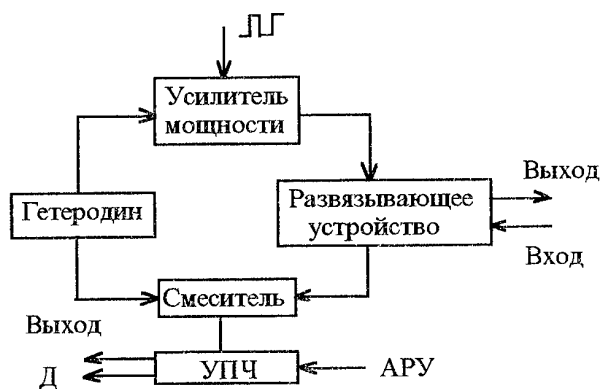 Усилитель
мощности
Выход
Гетеродин
Развязывающее
устройство
Вход
Смеситель
Выход
Д
УПЧ
АРУ